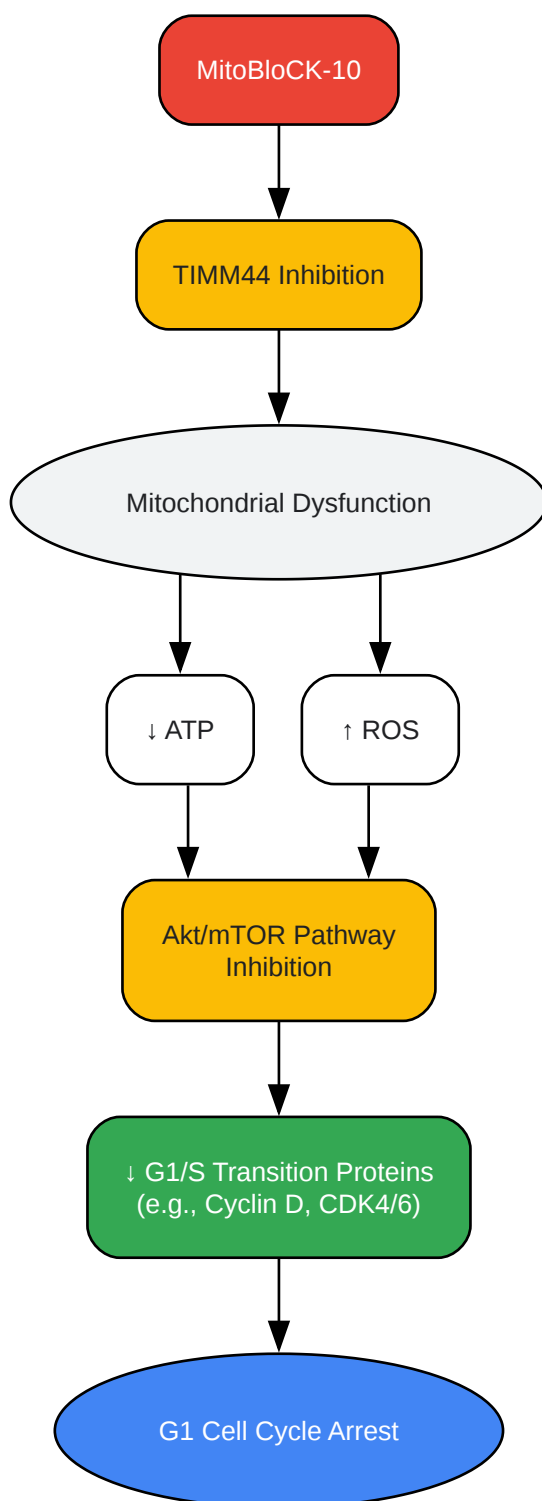 MitoBloCK-10
TIMM44 Inhibition
Mitochondrial Dysfunction
↓ ATP
↑ ROS
Akt/mTOR Pathway
Inhibition
↓ G1/S Transition Proteins
(e.g., Cyclin D, CDK4/6)
G1 Cell Cycle Arrest